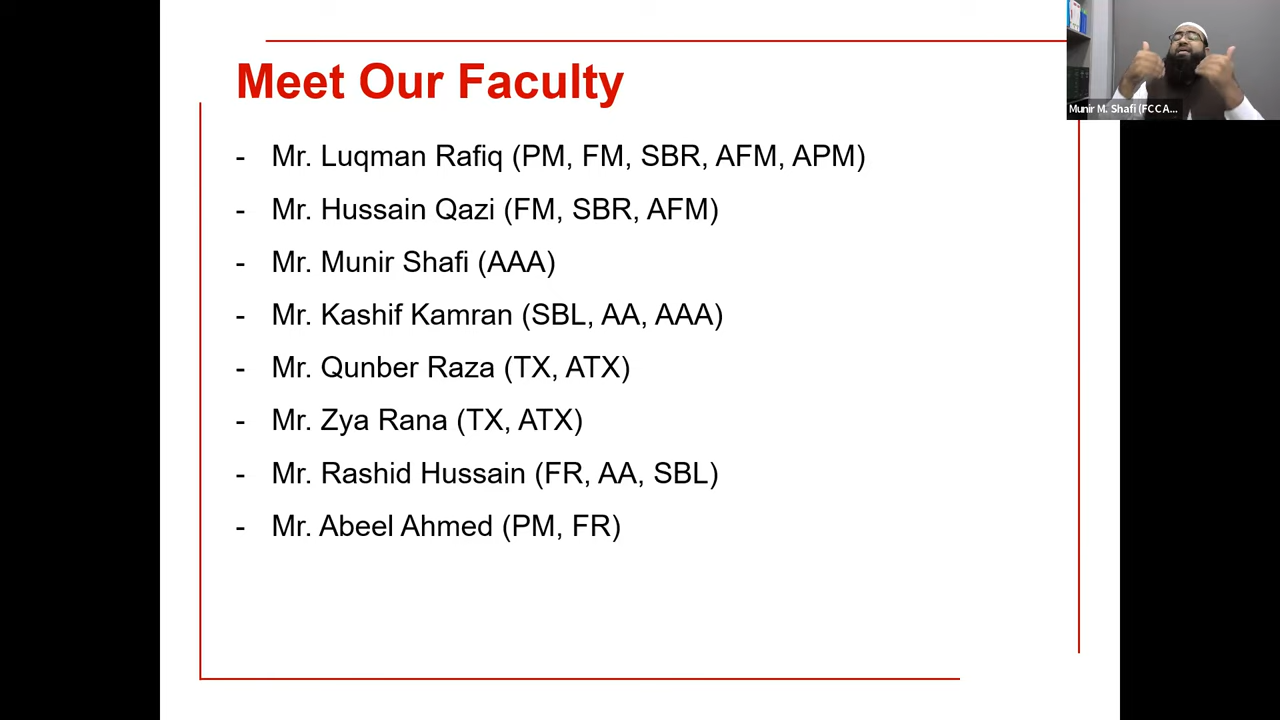 Meet Our Faculty
Munir M. Shafi (FCCA...
- Mr. Luqman Rafiq (PM, FM, SBR, AFM, APM)
- Mr. Hussain Qazi (FM, SBR, AFM)
- Mr. Munir Shafi (AAA)
- Mr. Kashif Kamran (SBL, AA, AAA)
- Mr. Qunber Raza (TX, ATX)
- Mr. Zya Rana (TX, ATX)
- Mr. Rashid Hussain (FR, AA, SBL)
- Mr. Abeel Ahmed (PM, FR)